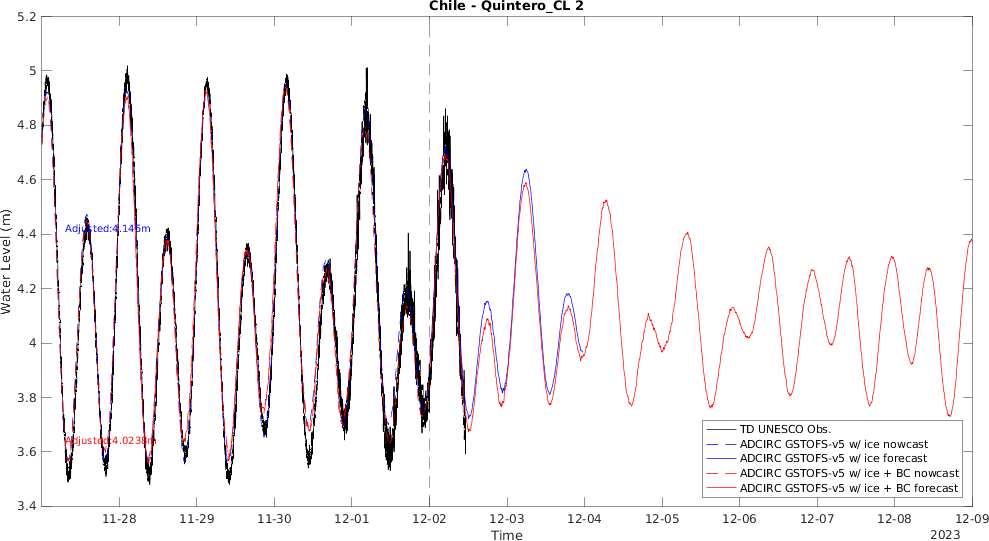 Chile - Quintero_CL 2
5.2
5
4.8
4.6
4.4
4.2
4
3.8
3.6
3.4
Water Level (m)
Adjusted:4.146m
Adjusted:4.0238m
TD UNESCO Obs.
ADCIRC GSTOFS-v5 w/ ice nowcast
ADCIRC GSTOFS-v5 w/ ice forecast
ADCIRC GSTOFS-v5 w/ ice + BC nowcast
ADCIRC GSTOFS-v5 w/ ice + BC forecast
11-28 11-29 11-30 12-01 12-02 12-03 12-04 12-05 12-06 12-07 12-08 12-09
Time
2023